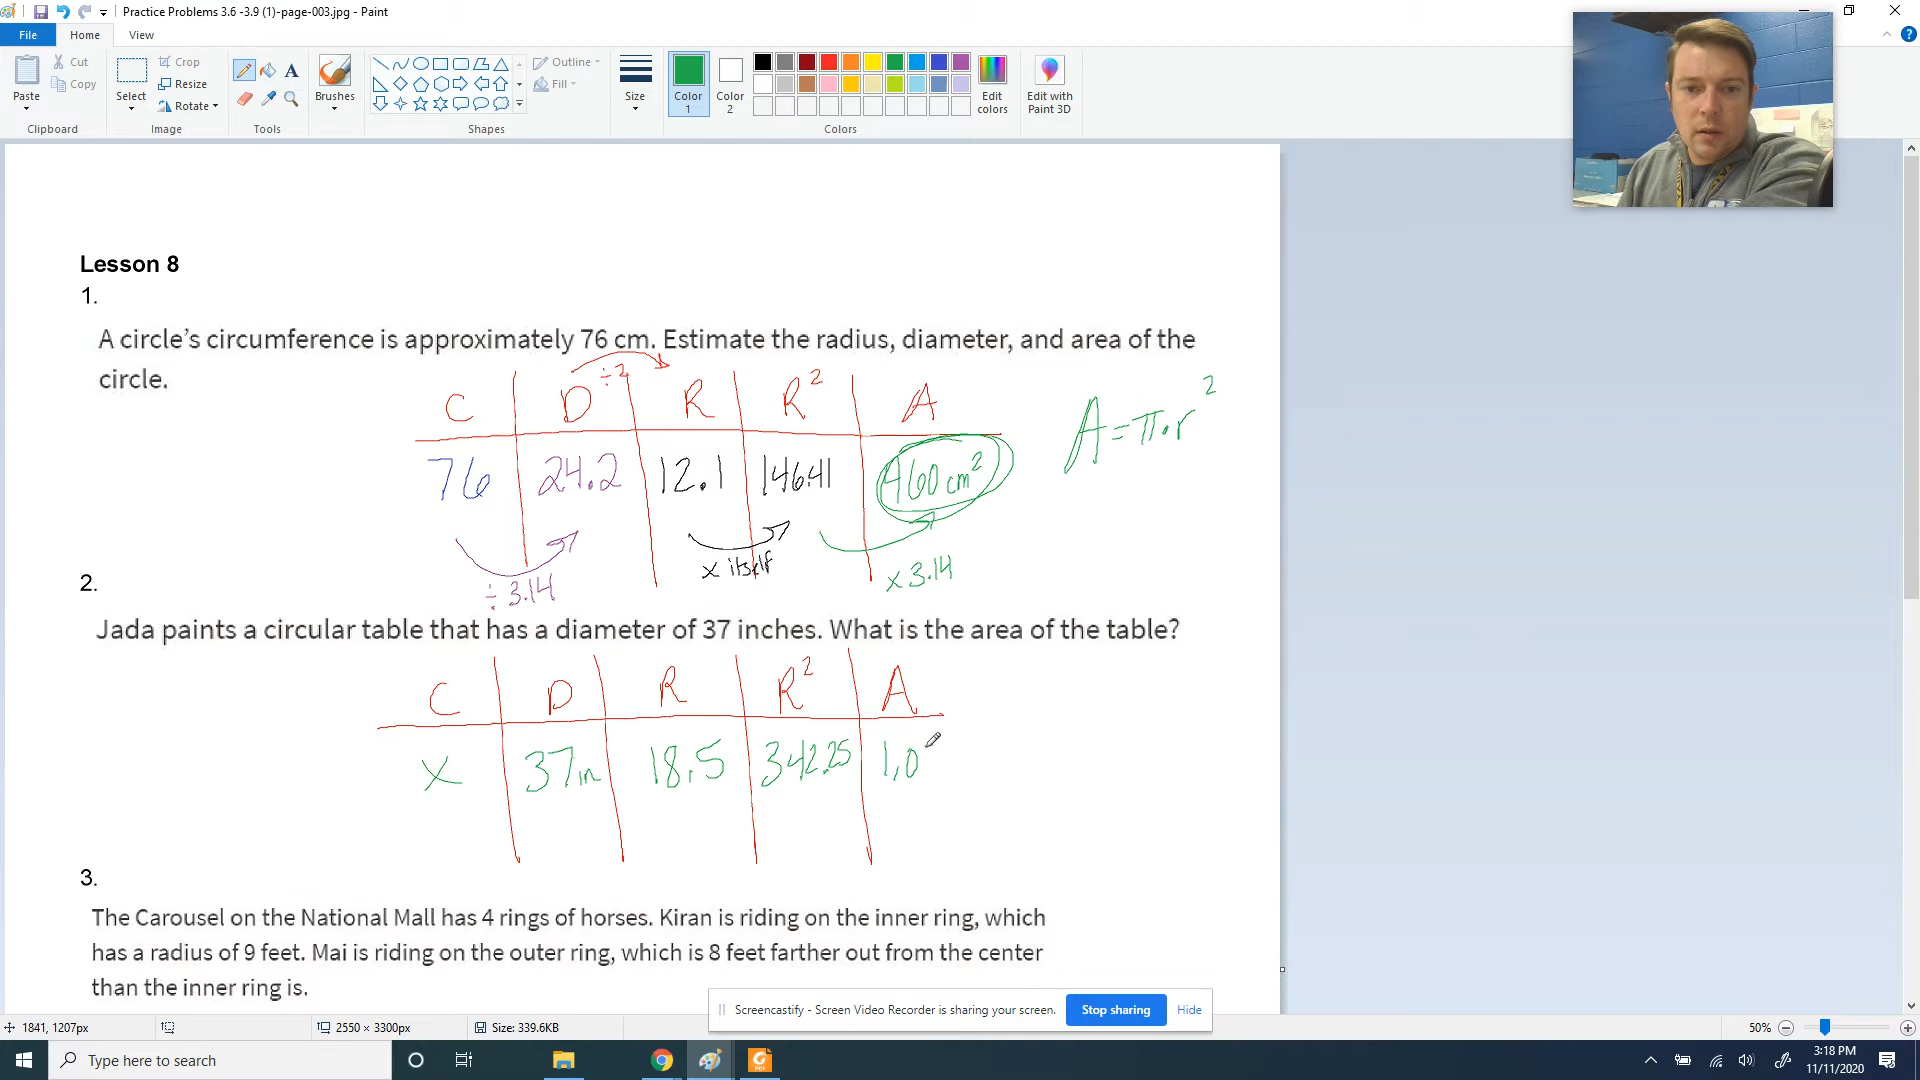 Practice Problems 3.6 -3.9 (1)-page-003.jpg - Paint
File Home View
Paste
Cut
Copy
Clipboard
Select
Crop
Resize
Rotate
Image
Tools
Brushes
Shapes
Outline
Fill
Size
Color 1
Color 2
Colors
Edit colors
Edit with Paint 3D
Lesson 8
1.
A circle’s circumference is approximately 76 cm. Estimate the radius, diameter, and area of the
circle.
÷2
C D R R² A
A=π·r²
76 24.2 12.1 146.41 460 cm²
÷ 3.14
x itself
x 3.14
2.
Jada paints a circular table that has a diameter of 37 inches. What is the area of the table?
C D R R² A
x 37in 18.5 342.25 1,0
3.
The Carousel on the National Mall has 4 rings of horses. Kiran is riding on the inner ring, which
has a radius of 9 feet. Mai is riding on the outer ring, which is 8 feet farther out from the center
than the inner ring is.
Screencastify - Screen Video Recorder is sharing your screen. Stop sharing Hide
1841, 1207px 2550 × 3300px Size: 339.6KB 50%
Type here to search
3:18 PM
11/11/2020